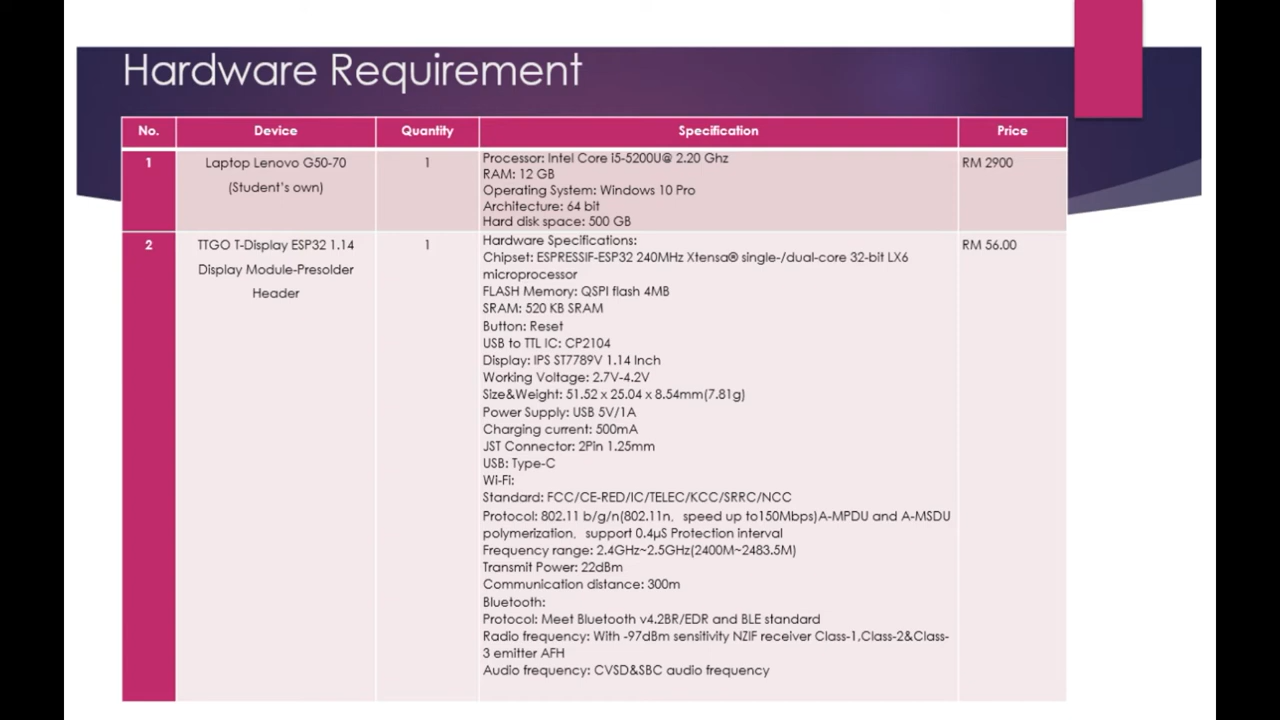 Hardware Requirement
No. Device Quantity Specification Price
1 Laptop Lenovo G50-70 1 Processor: Intel Core I5-5200U@ 2.20 Ghz RM 2900
(Student's own) RAM: 12 GB
Operating System: Windows 10 Pro
Architecture: 64 bit
Hard disk space: 500 GB
2 TTGO T-Display ESP32 1.14 1 Hardware Specifications: RM 56.00
Display Module-Presolder Chipset: ESPRESSIF-ESP32 240MHz Xtensa® single-/dual-core 32-bit LX6
Header microprocessor
FLASH Memory: QSPI flash 4MB
SRAM: 520 KB SRAM
Button: Reset
USB to TTL IC: CP2104
Display: IPS ST7789V 1.14 Inch
Working Voltage: 2.7V-4.2V
Size&Weight: 51.52 x 25.04 x 8.54mm(7.81g)
Power Supply: USB 5V/1A
Charging current: 500mA
JST Connector: 2Pin 1.25mm
USB: Type-C
Wi-Fi:
Standard: FCC/CE-RED/IC/TELEC/KCC/SRRC/NCC
Protocol: 802.11 b/g/n(802.11n，speed up to150Mbps)A-MPDU and A-MSDU
polymerization，support 0.4μS Protection interval
Frequency range: 2.4GHz~2.5GHz(2400M~2483.5M)
Transmit Power: 22dBm
Communication distance: 300m
Bluetooth:
Protocol: Meet Bluetooth v4.2BR/EDR and BLE standard
Radio frequency: With -97dBm sensitivity NZIF receiver Class-1,Class-2&Class-
3 emitter AFH
Audio frequency: CVSD&SBC audio frequency